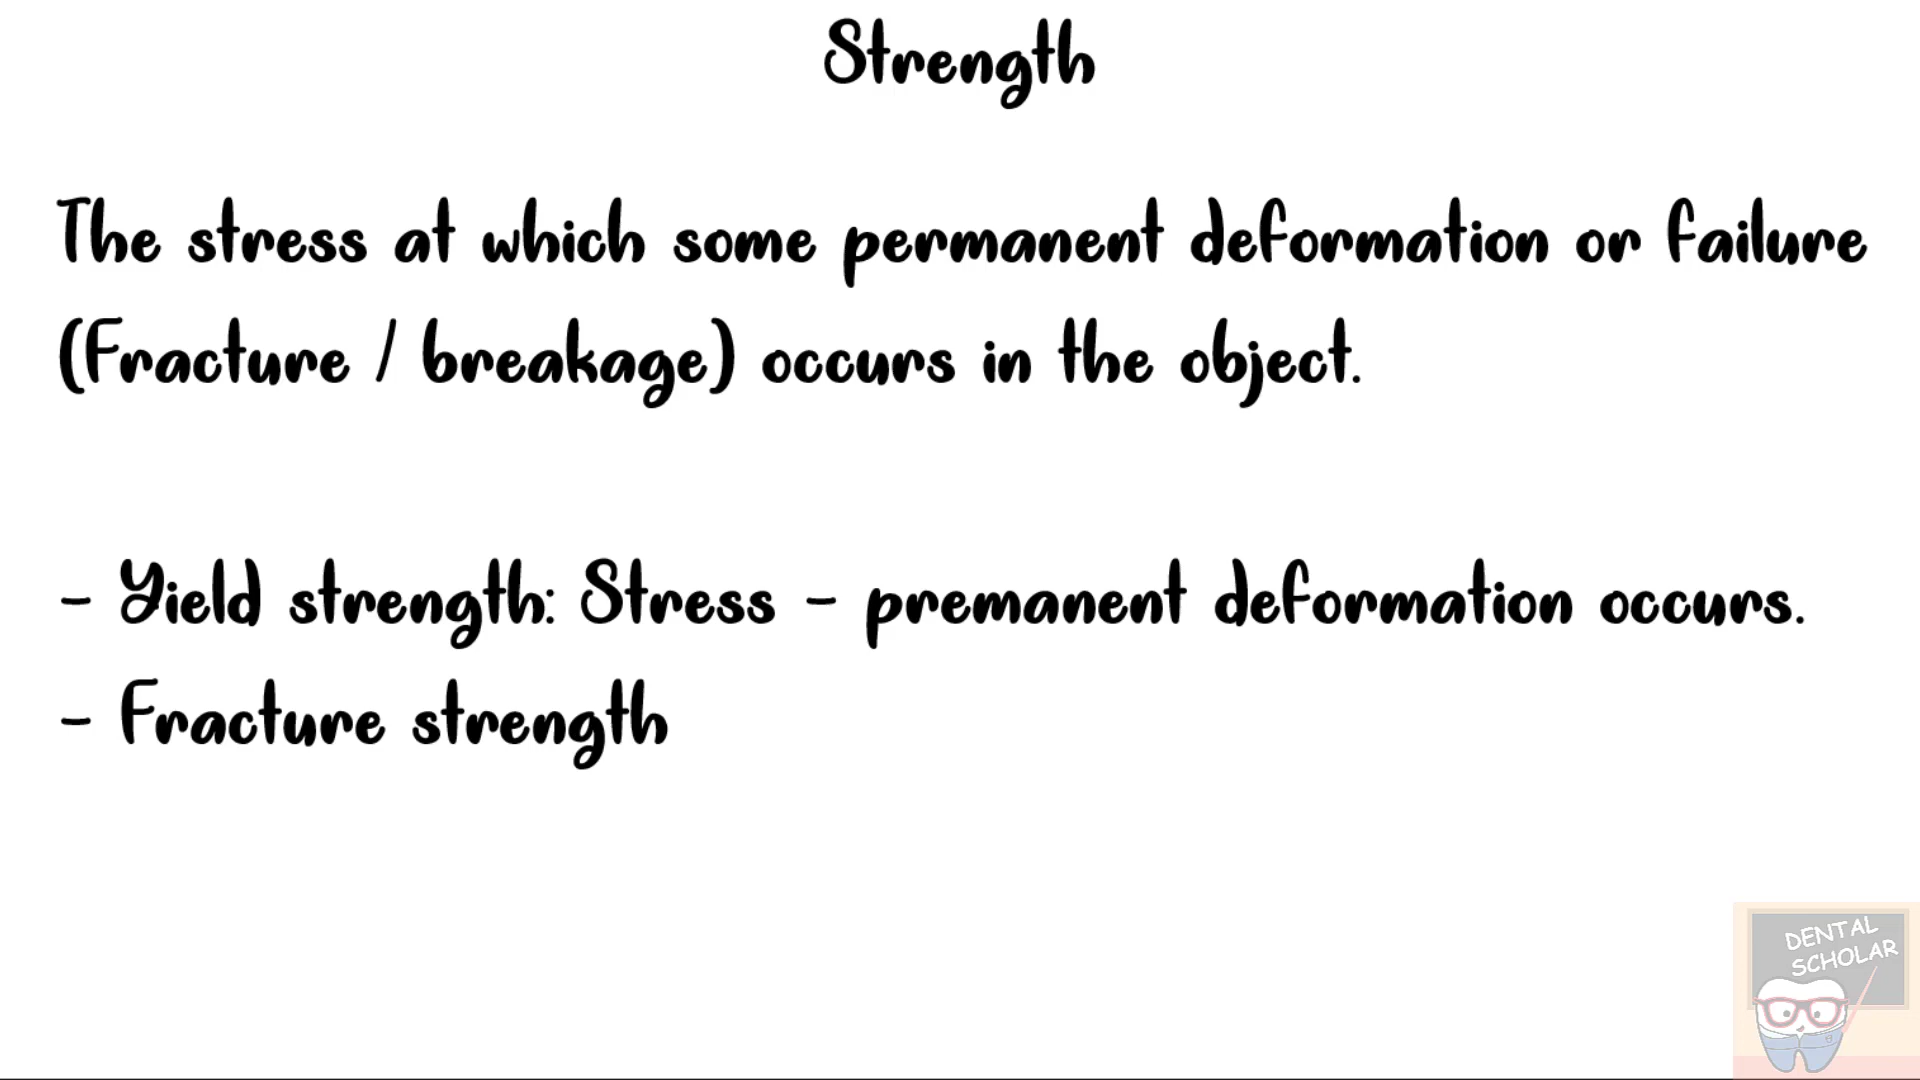 Strength
The stress at which some permanent deformation or failure
(Fracture / breakage) occurs in the object.
- Yield strength: Stress - premanent deformation occurs.
- Fracture strength
DENTAL
SCHOLAR